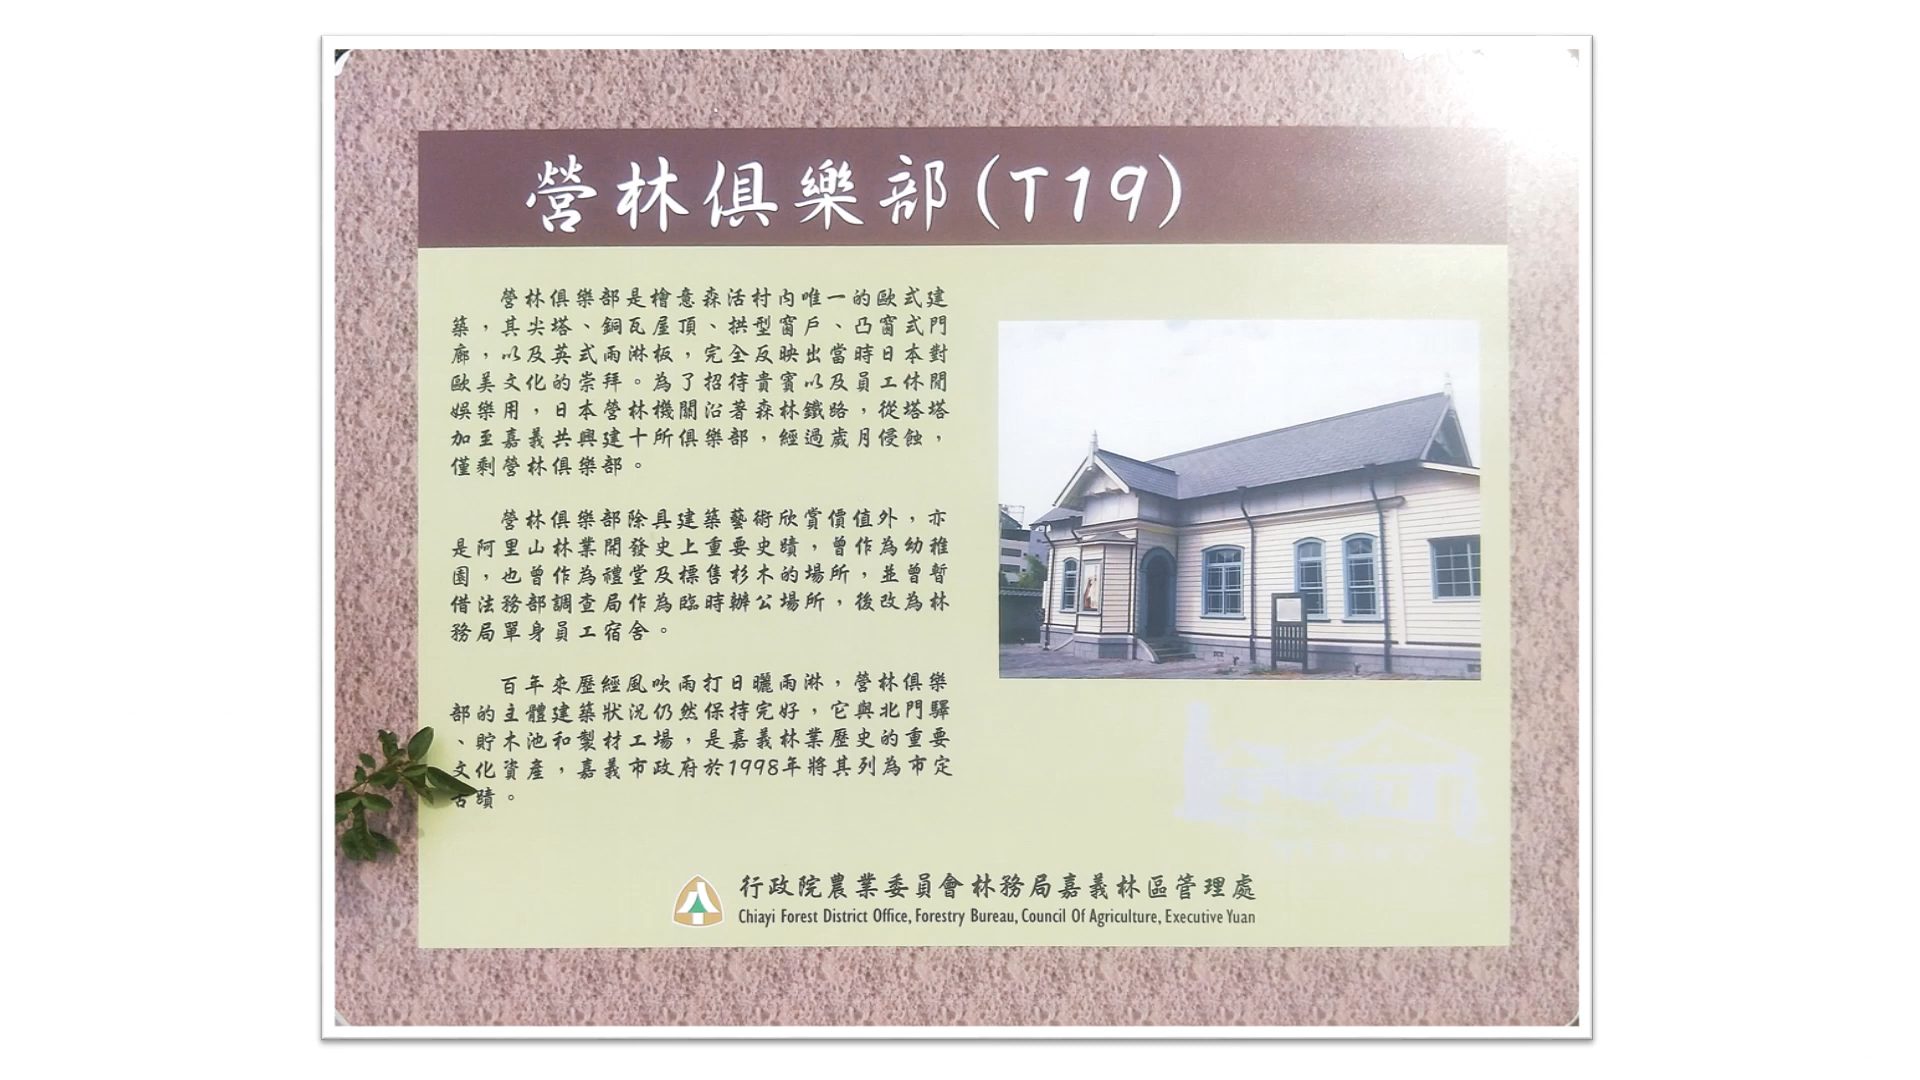 營林俱樂部(T19)
營林俱樂部是檜意森活村內唯一的歐式建
築，其尖塔、銅瓦屋頂、拱型窗戶、凸窗式門
廊，以及英式雨淋板，完全反映出當時日本對
歐美文化的崇拜。為了招待貴賓以及員工休閒
娛樂用，日本營林機關沿著森林鐵路，從塔塔
加至嘉義共興建十所俱樂部，經過歲月侵蝕，
僅剩營林俱樂部。
營林俱樂部除具建築藝術欣賞價值外，亦
是阿里山林業開發史上重要史蹟，曾作為幼稚
園，也曾作為禮堂及標售杉木的場所，並曾暫
借法務部調查局作為臨時辦公場所，後改為林
務局單身員工宿舍。
百年來歷經風吹雨打日曬雨淋，營林俱樂
部的主體建築狀況仍然保持完好，它與北門驛
、貯木池和製材工場，是嘉義林業歷史的重要
文化資產，嘉義市政府於1998年將其列為市定
古蹟。
行政院農業委員會林務局嘉義林區管理處
Chiayi Forest District Office, Forestry Bureau, Council Of Agriculture, Executive Yuan